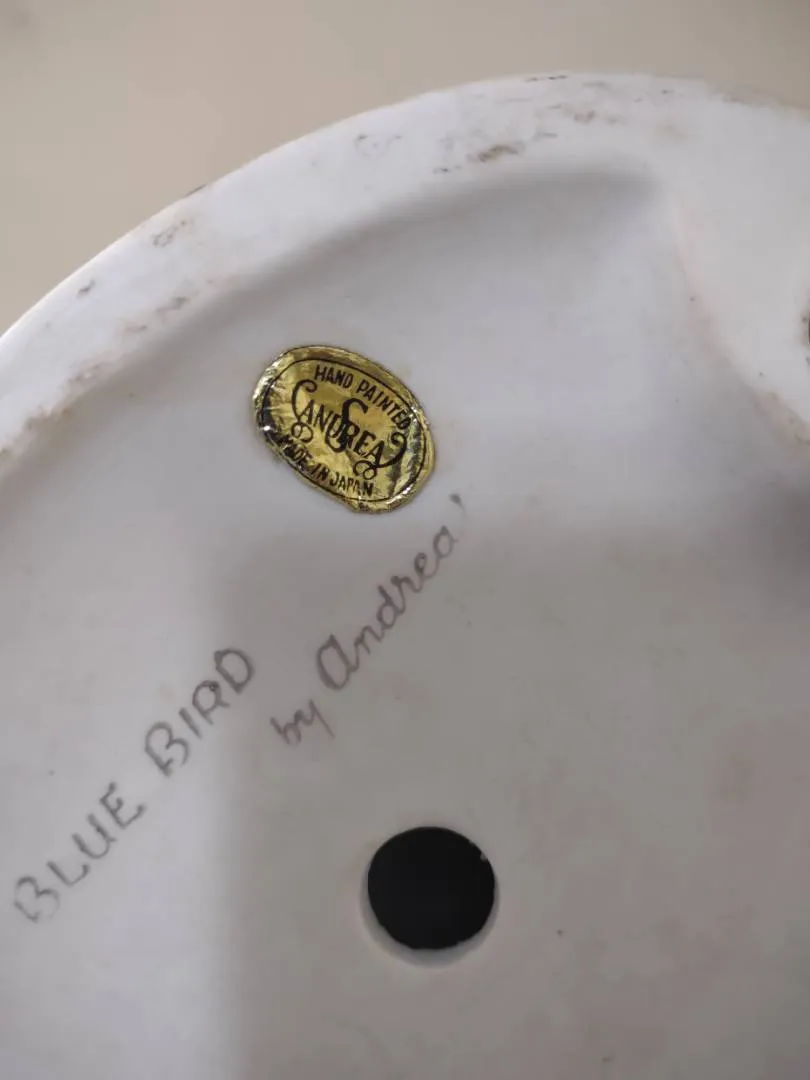 HAND PAINTED
S
ANDREA
MADE IN JAPAN
BLUE BIRD
by Andrea